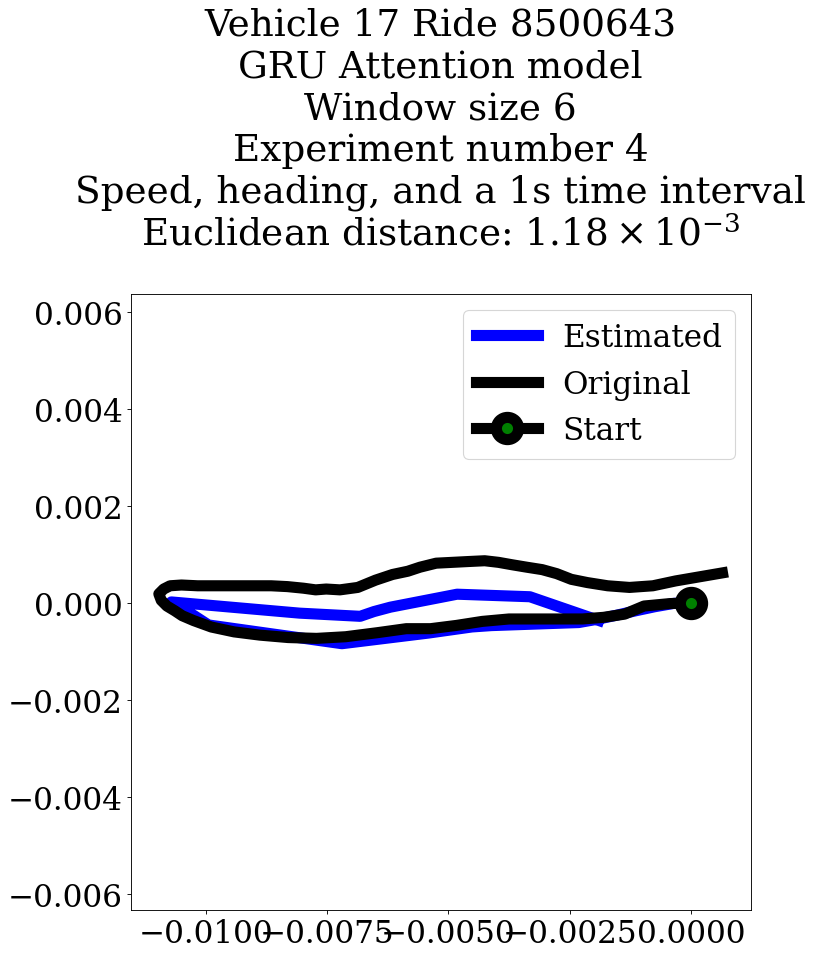 Vehicle 17 Ride 8500643
GRU Attention model
Window size 6
Experiment number 4
Speed, heading, and a 1s time interval
Euclidean distance: 1.18 × 10⁻³
Estimated
Original
Start
0.006
0.004
0.002
0.000
−0.002
−0.004
−0.006
−0.0100 −0.0075 −0.0050 −0.0025 0.0000